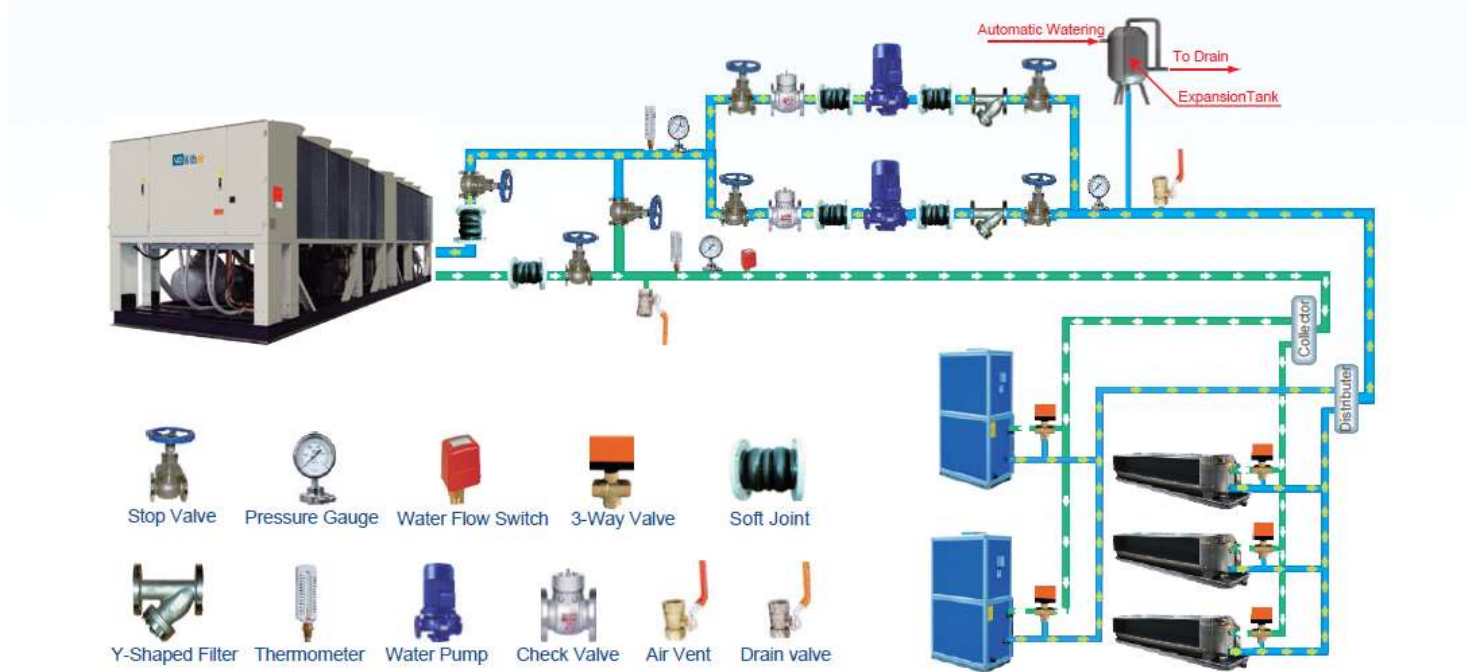 Automatic Watering
To Drain
ExpansionTank
Collector
Distributer
Stop Valve
Pressure Gauge
Water Flow Switch
3-Way Valve
Soft Joint
Y-Shaped Filter
Thermometer
Water Pump
Check Valve
Air Vent
Drain valve